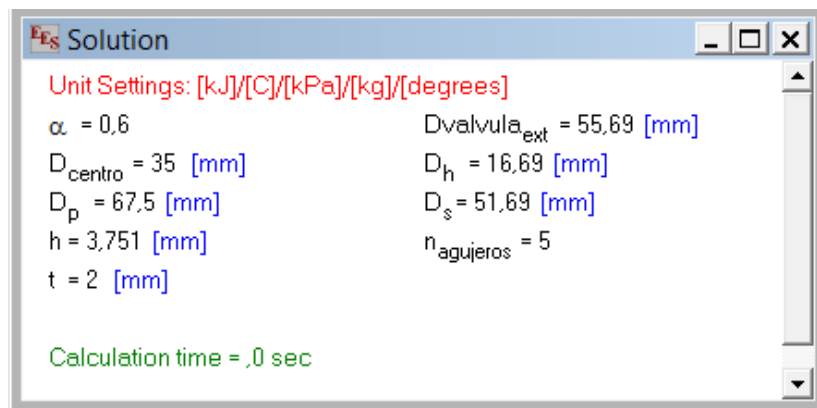 EES Solution
Unit Settings: [kJ]/[C]/[kPa]/[kg]/[degrees]
α = 0,6 Dvalvula_ext = 55,69 [mm]
D_centro = 35 [mm] D_h = 16,69 [mm]
D_p = 67,5 [mm] D_s = 51,69 [mm]
h = 3,751 [mm] n_agujeros = 5
t = 2 [mm]
Calculation time = ,0 sec